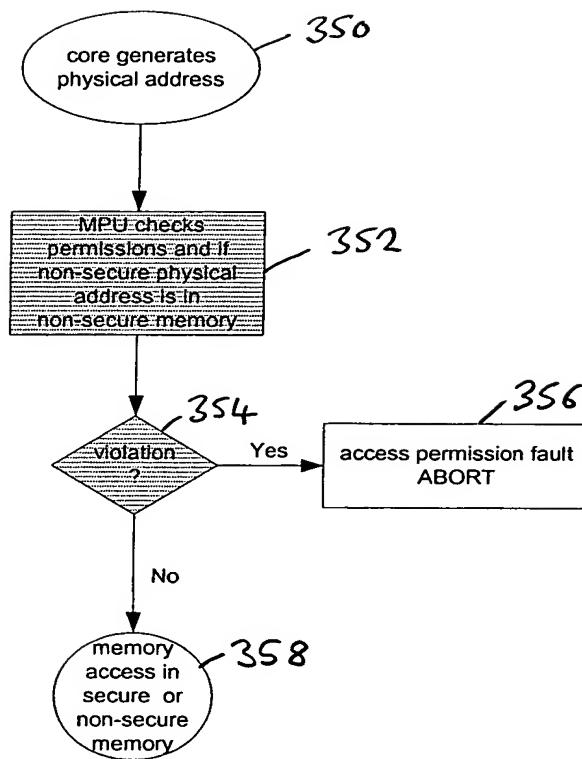 350
core generates
physical address
MPU checks
permissions and if
non-secure physical
address is in
non-secure memory
352
354
violation
?
Yes
356
access permission fault
ABORT
No
358
memory
access in
secure or
non-secure
memory